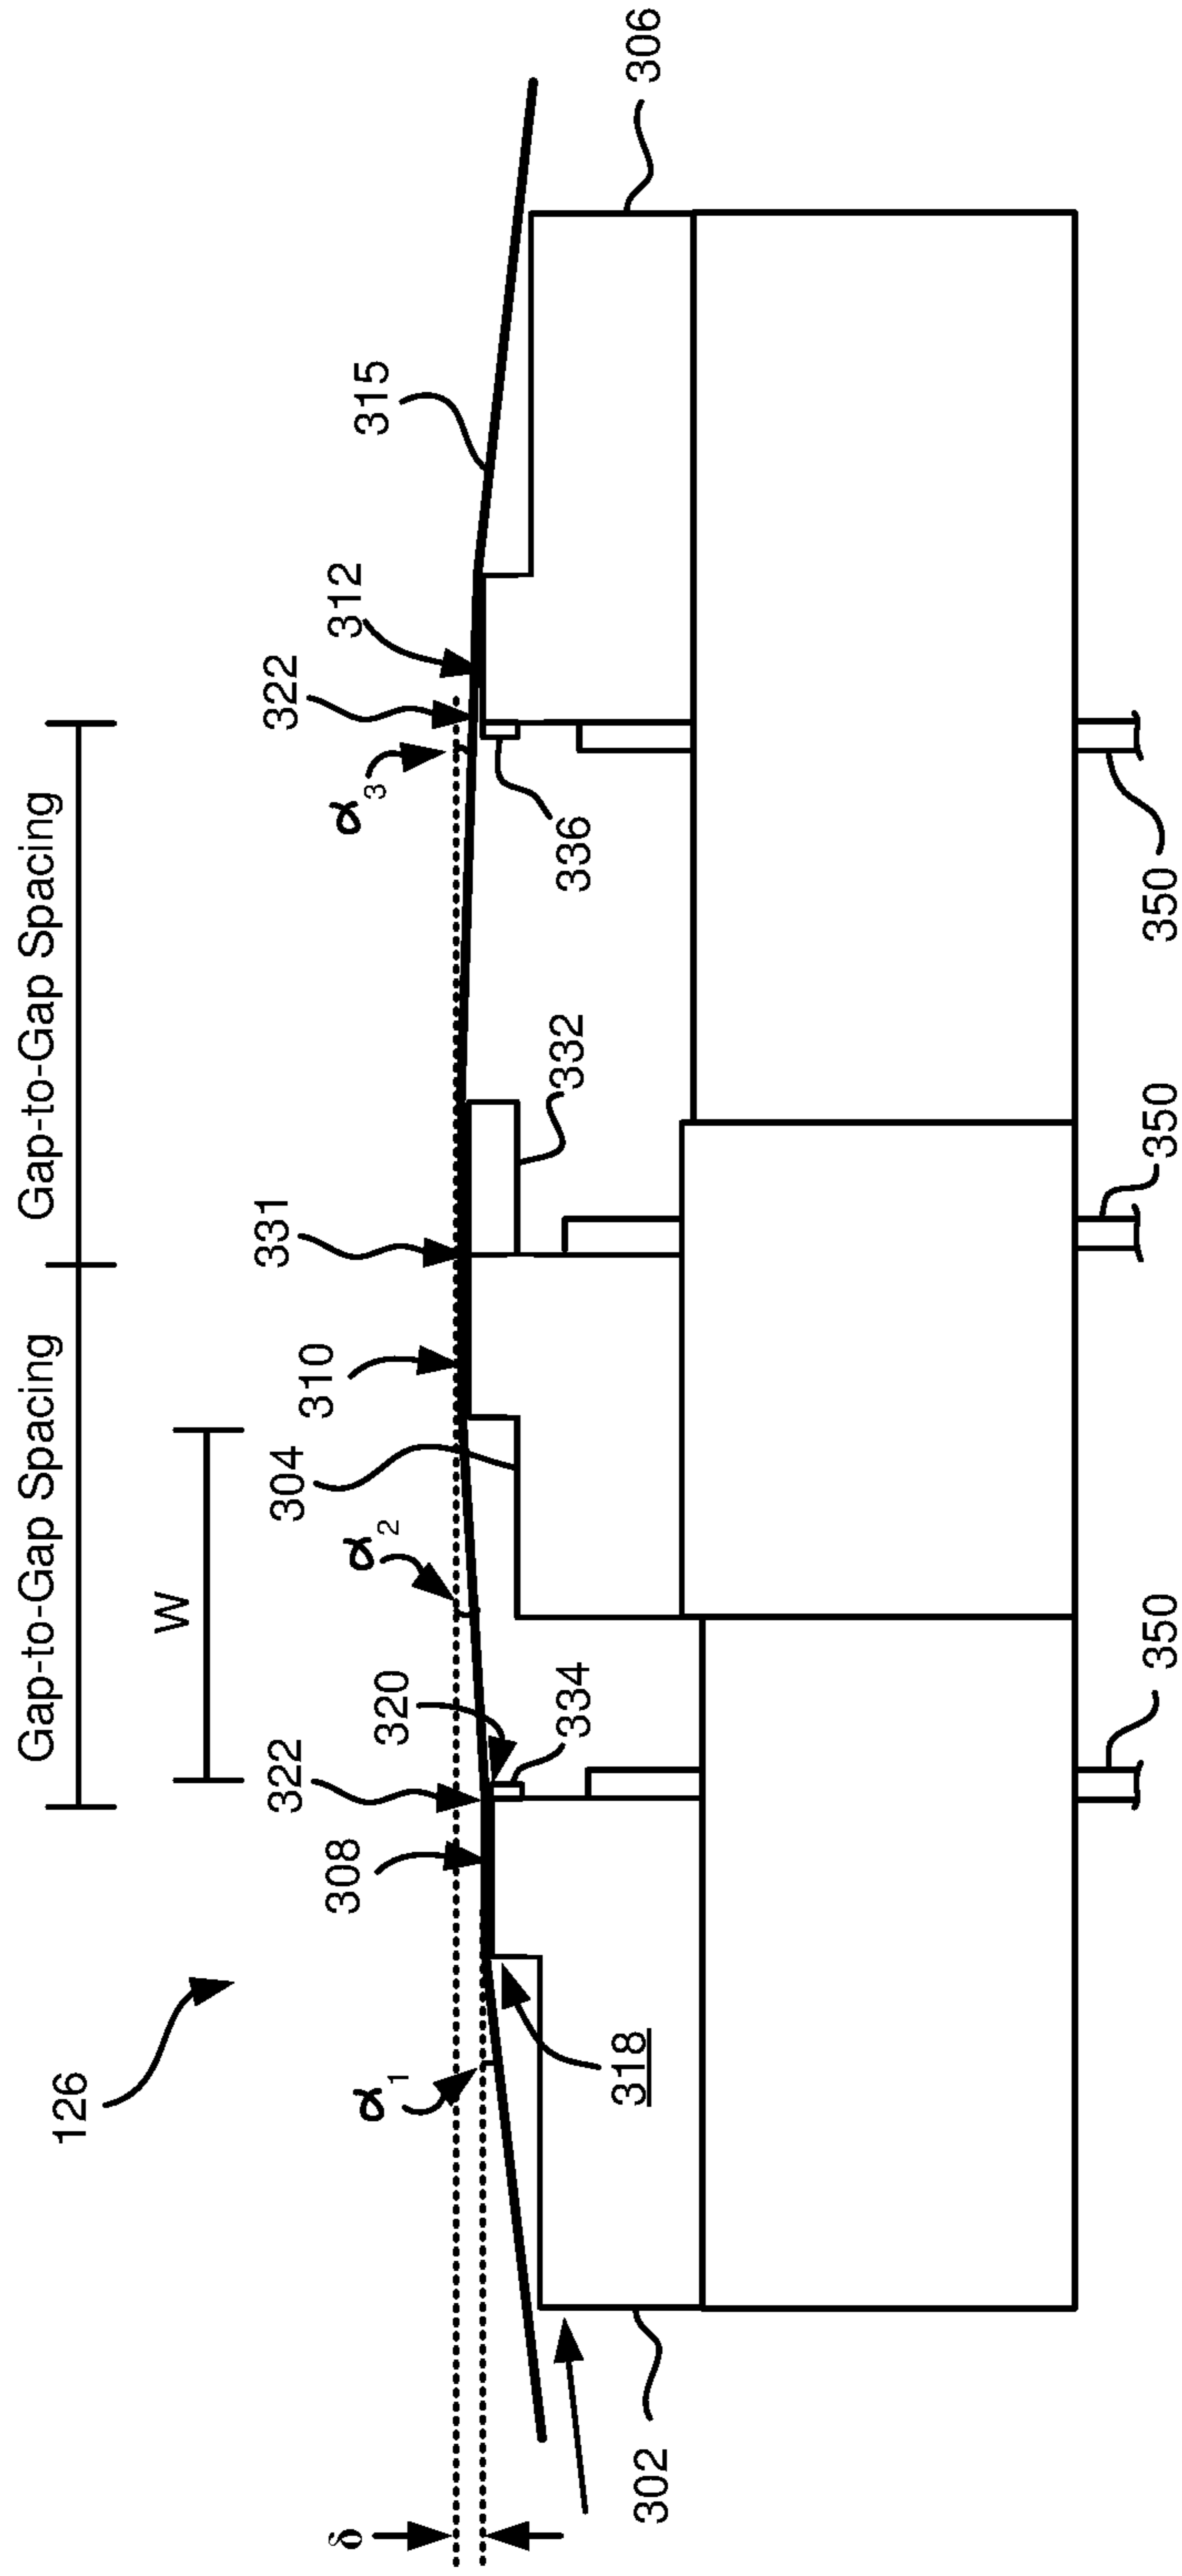 Gap-to-Gap Spacing
Gap-to-Gap Spacing
W
126
δ
α1
308
322
320
334
α2
304
310
331
332
α3
322
312
336
315
306
318
302
350
350
350